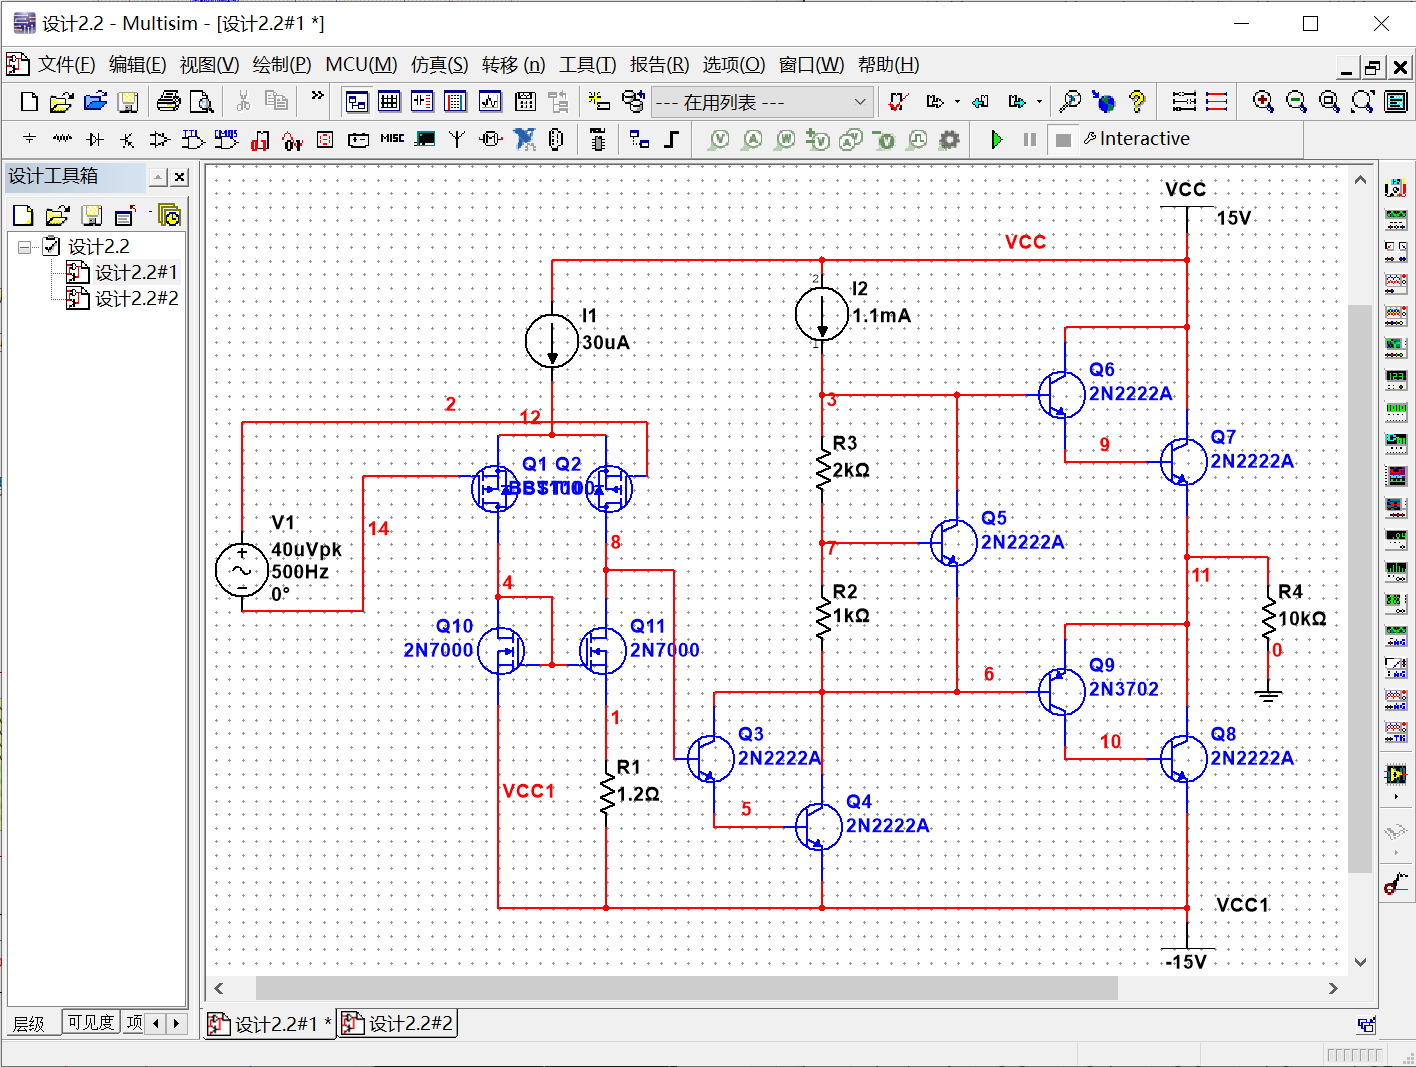 设计2.2 - Multisim - [设计2.2#1 *]
文件(F) 编辑(E) 视图(V) 绘制(P) MCU(M) 仿真(S) 转移 (n) 工具(T) 报告(R) 选项(O) 窗口(W) 帮助(H)
--- 在用列表 ---
MISC
Interactive
设计工具箱
设计2.2
设计2.2#1
设计2.2#2
VCC
15V
VCC
2
I2
1.1mA
1
I1
30uA
Q6
2N2222A
2
12
3
R3
2kΩ
9
Q7
2N2222A
Q1 Q2
V1
40uVpk
500Hz
0°
14
8
7
Q5
2N2222A
4
11
R2
1kΩ
R4
10kΩ
Q10
2N7000
Q11
2N7000
0
6
Q9
2N3702
1
Q3
2N2222A
10
Q8
2N2222A
R1
1.2Ω
VCC1
5
Q4
2N2222A
VCC1
-15V
层级 可见度 项
设计2.2#1 * 设计2.2#2